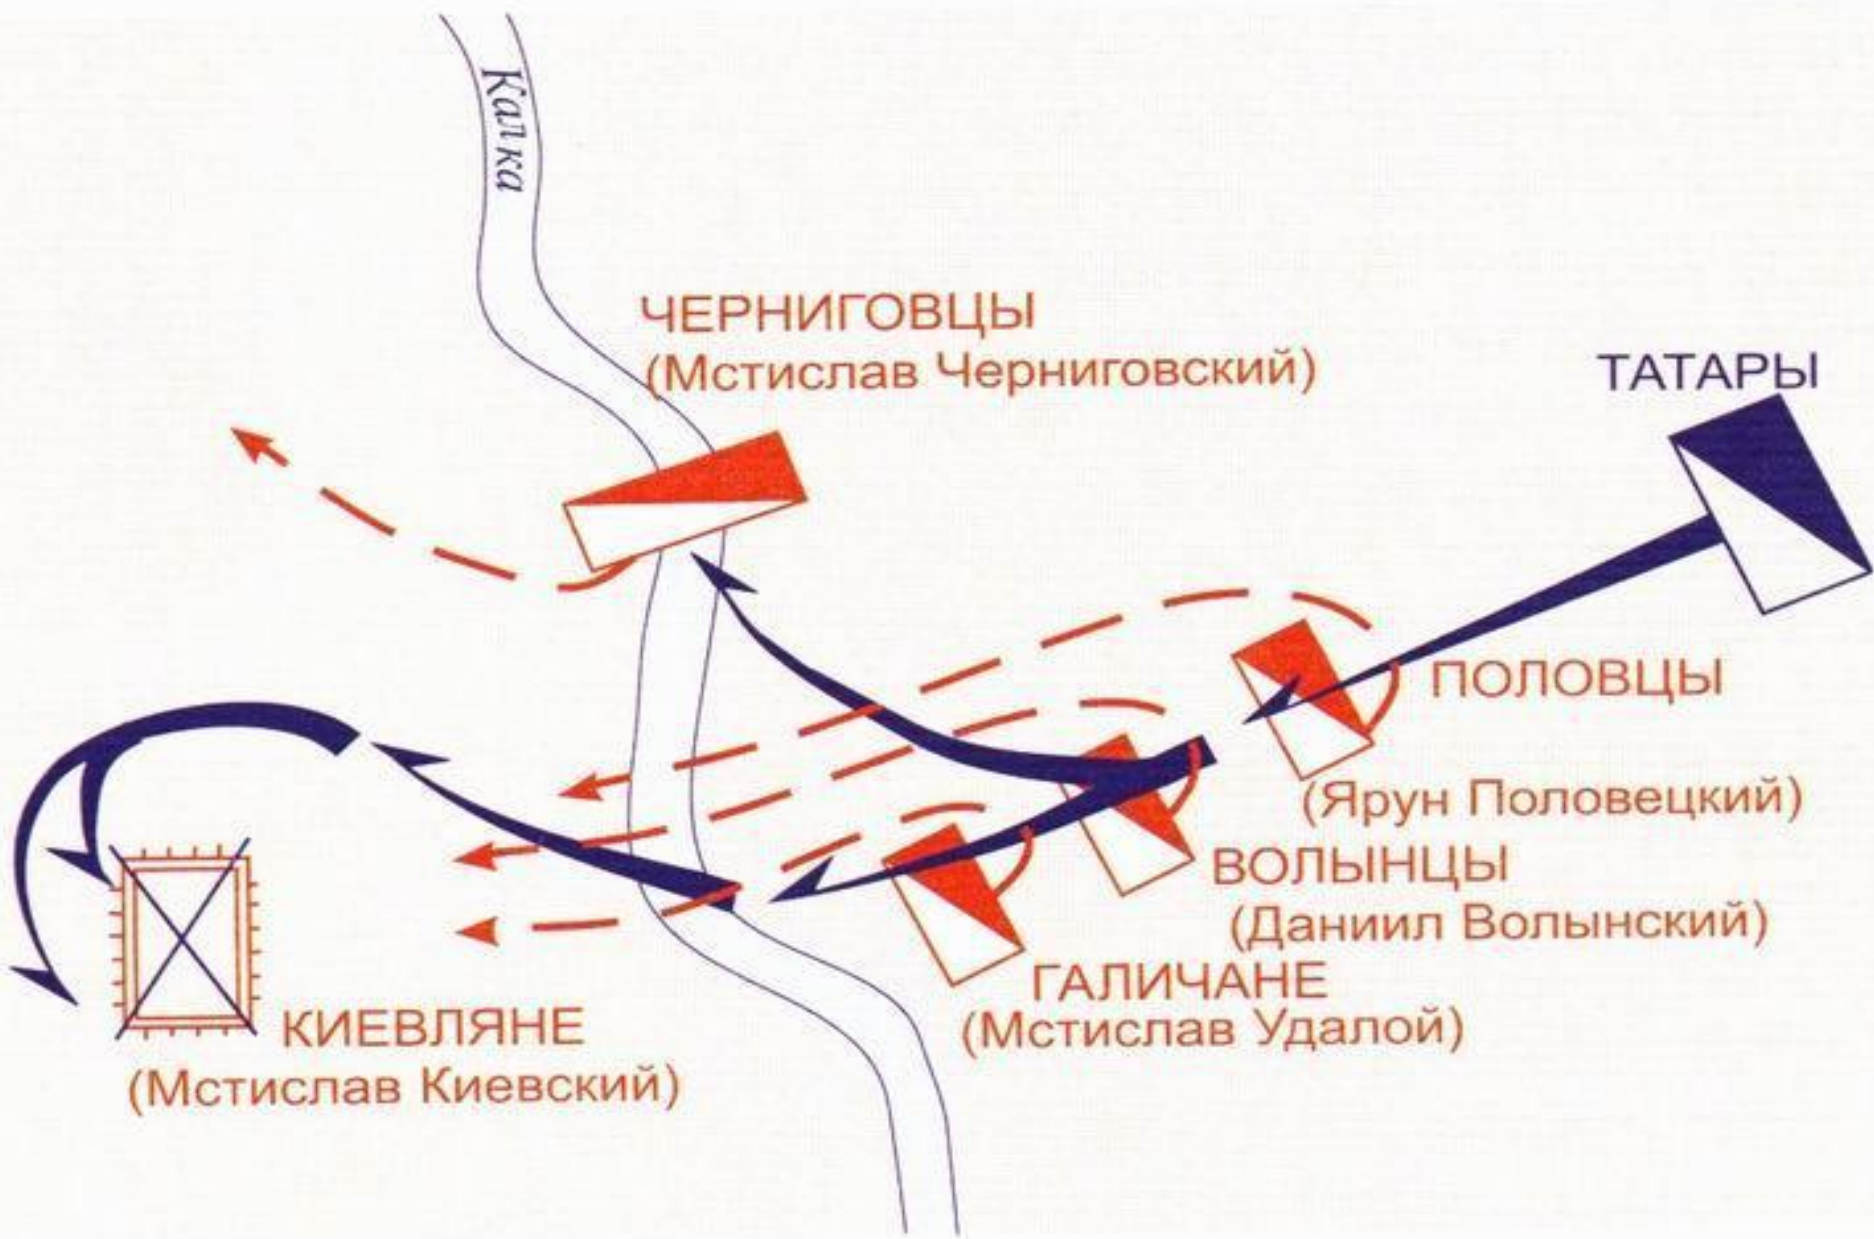 Калка
ЧЕРНИГОВЦЫ
(Мстислав Черниговский)
ТАТАРЫ
ПОЛОВЦЫ
(Ярун Половецкий)
ВОЛЫНЦЫ
(Даниил Волынский)
ГАЛИЧАНЕ
(Мстислав Удалой)
КИЕВЛЯНЕ
(Мстислав Киевский)